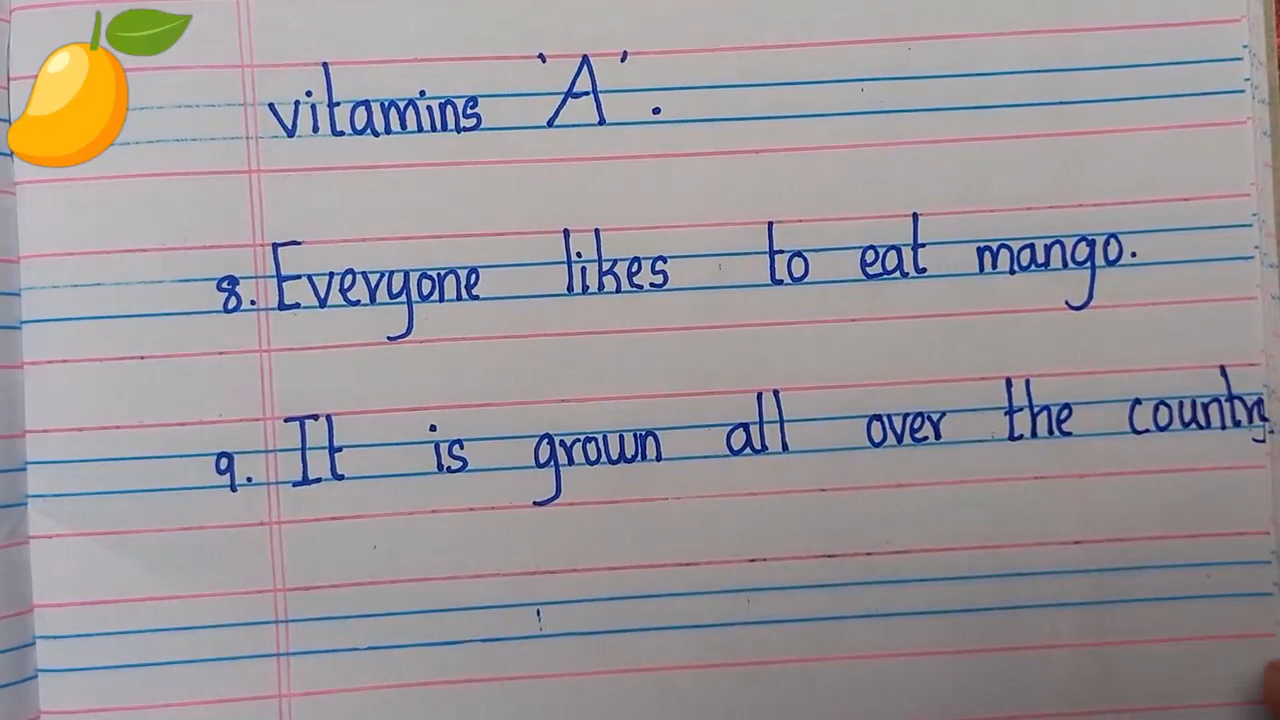 vitamins 'A'.
8. Everyone likes to eat mango.
9. It is grown all over the country.